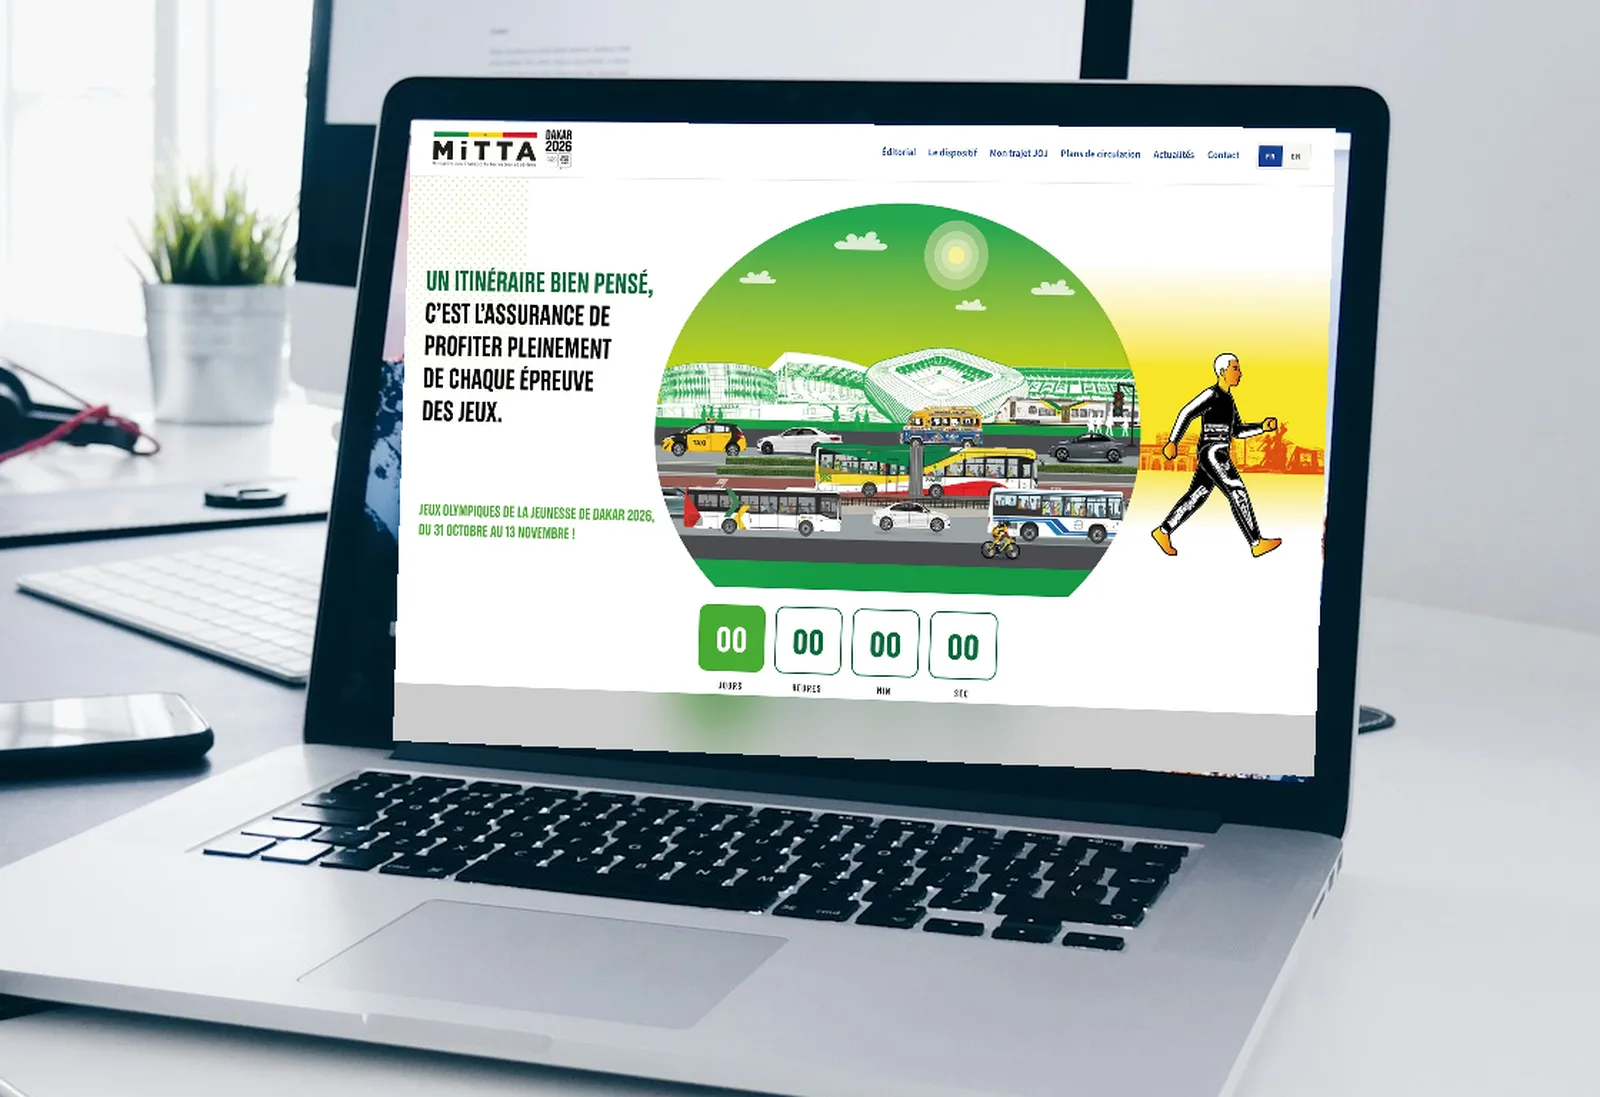 MiTTA
DAKAR
2026
Éditorial
Le dispositif
Mon trajet JOJ
Plans de circulation
Actualités
Contact
FR
EN
UN ITINÉRAIRE BIEN PENSÉ,
C'EST L'ASSURANCE DE
PROFITER PLEINEMENT
DE CHAQUE ÉPREUVE
DES JEUX.
TAXI
JEUX OLYMPIQUES DE LA JEUNESSE DE DAKAR 2026,
DU 31 OCTOBRE AU 13 NOVEMBRE !
00
00
00
00
JOURS
HEURES
MIN
SEC